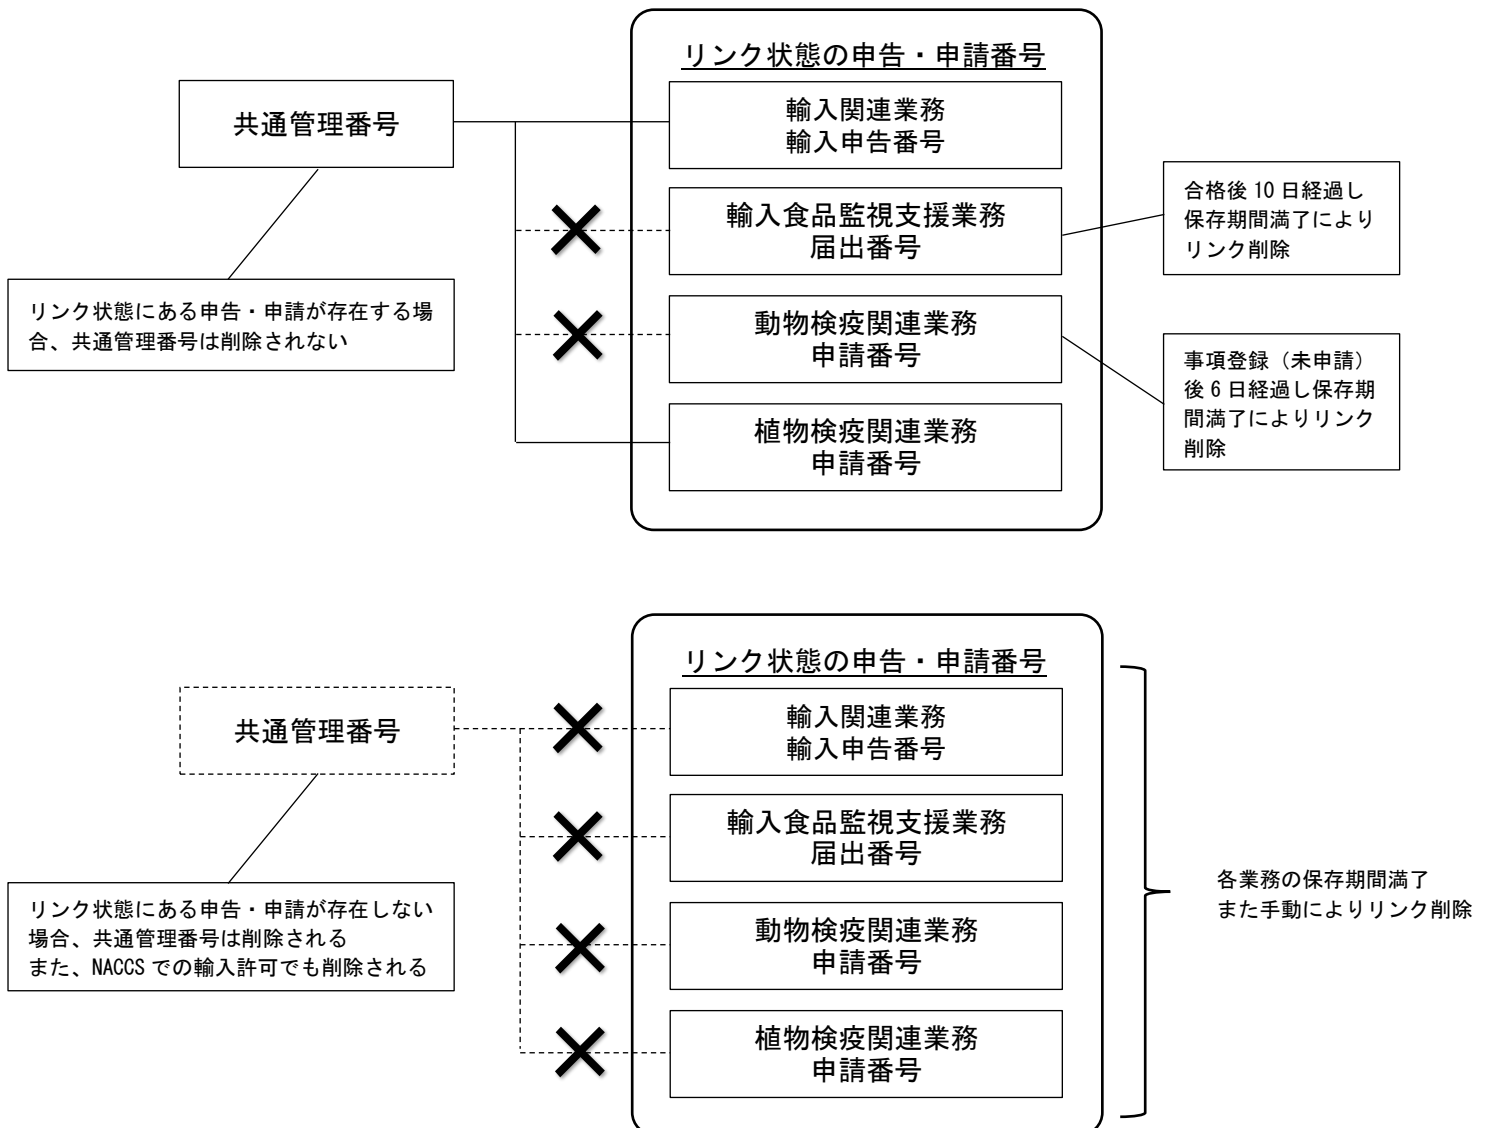 リンク状態の申告・申請番号
共通管理番号
輸入関連業務
輸入申告番号
輸入食品監視支援業務
届出番号
合格後 10 日経過し
保存期間満了により
リンク削除
リンク状態にある申告・申請が存在する場
合、共通管理番号は削除されない
動物検疫関連業務
申請番号
事項登録（未申請）
後 6 日経過し保存期
間満了によりリンク
削除
植物検疫関連業務
申請番号
リンク状態の申告・申請番号
共通管理番号
輸入関連業務
輸入申告番号
輸入食品監視支援業務
届出番号
リンク状態にある申告・申請が存在しない
場合、共通管理番号は削除される
また、NACCS での輸入許可でも削除される
動物検疫関連業務
申請番号
各業務の保存期間満了
また手動によりリンク削除
植物検疫関連業務
申請番号